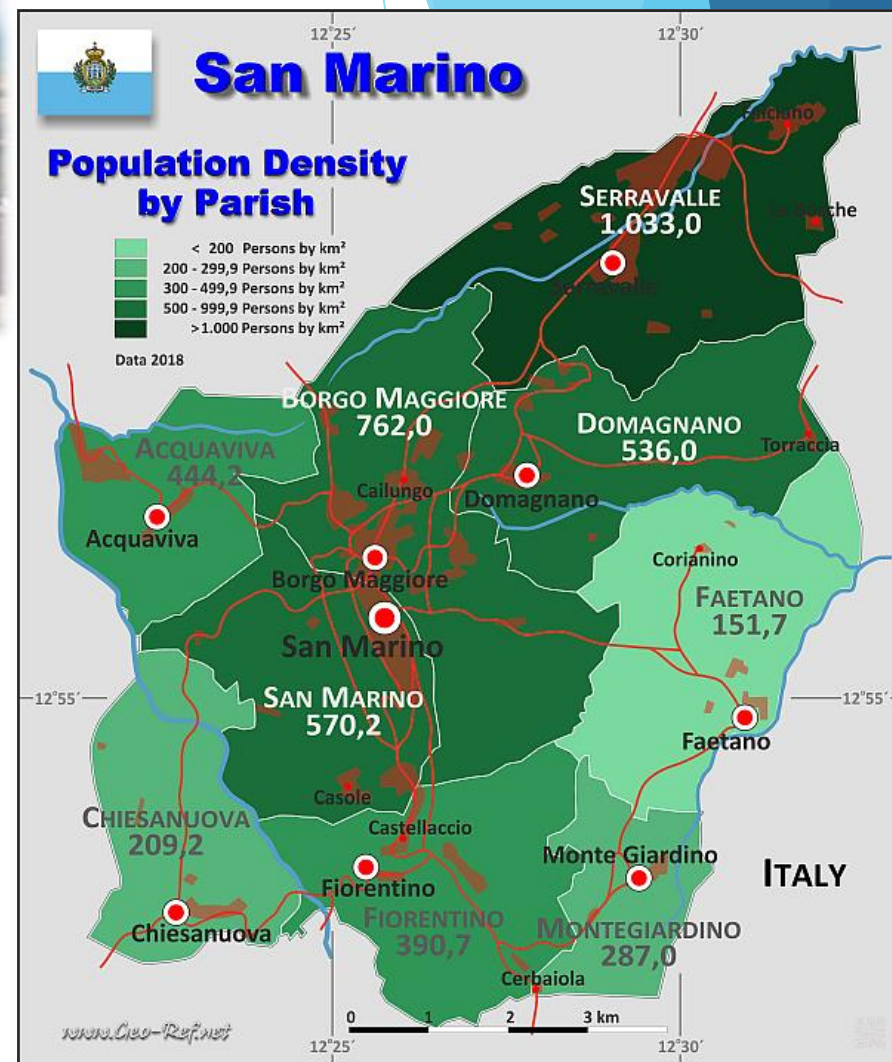 12°25´
12°30´
San Marino
Population Density
by Parish
< 200 Persons by km²
200 - 299,9 Persons by km²
300 - 499,9 Persons by km²
500 - 999,9 Persons by km²
>1.000 Persons by km²
Data 2018
Falciano
SERRAVALLE
1.033,0
Serravalle
BORGO MAGGIORE
762,0
DOMAGNANO
536,0
Torraccia
ACQUAVIVA
444,2
Cailungo
Domagnano
Acquaviva
Corianino
Borgo Maggiore
FAETANO
151,7
San Marino
SAN MARINO
570,2
12°55´
12°55´
Faetano
Casole
CHIESANUOVA
209,2
Castellaccio
Monte Giardino
ITALY
Fiorentino
FIORENTINO
390,7
MONTEGIARDINO
287,0
Chiesanuova
Cerbaiola
0 1 2 3 km
www.Geo-Ref.net
12°25´
12°30´